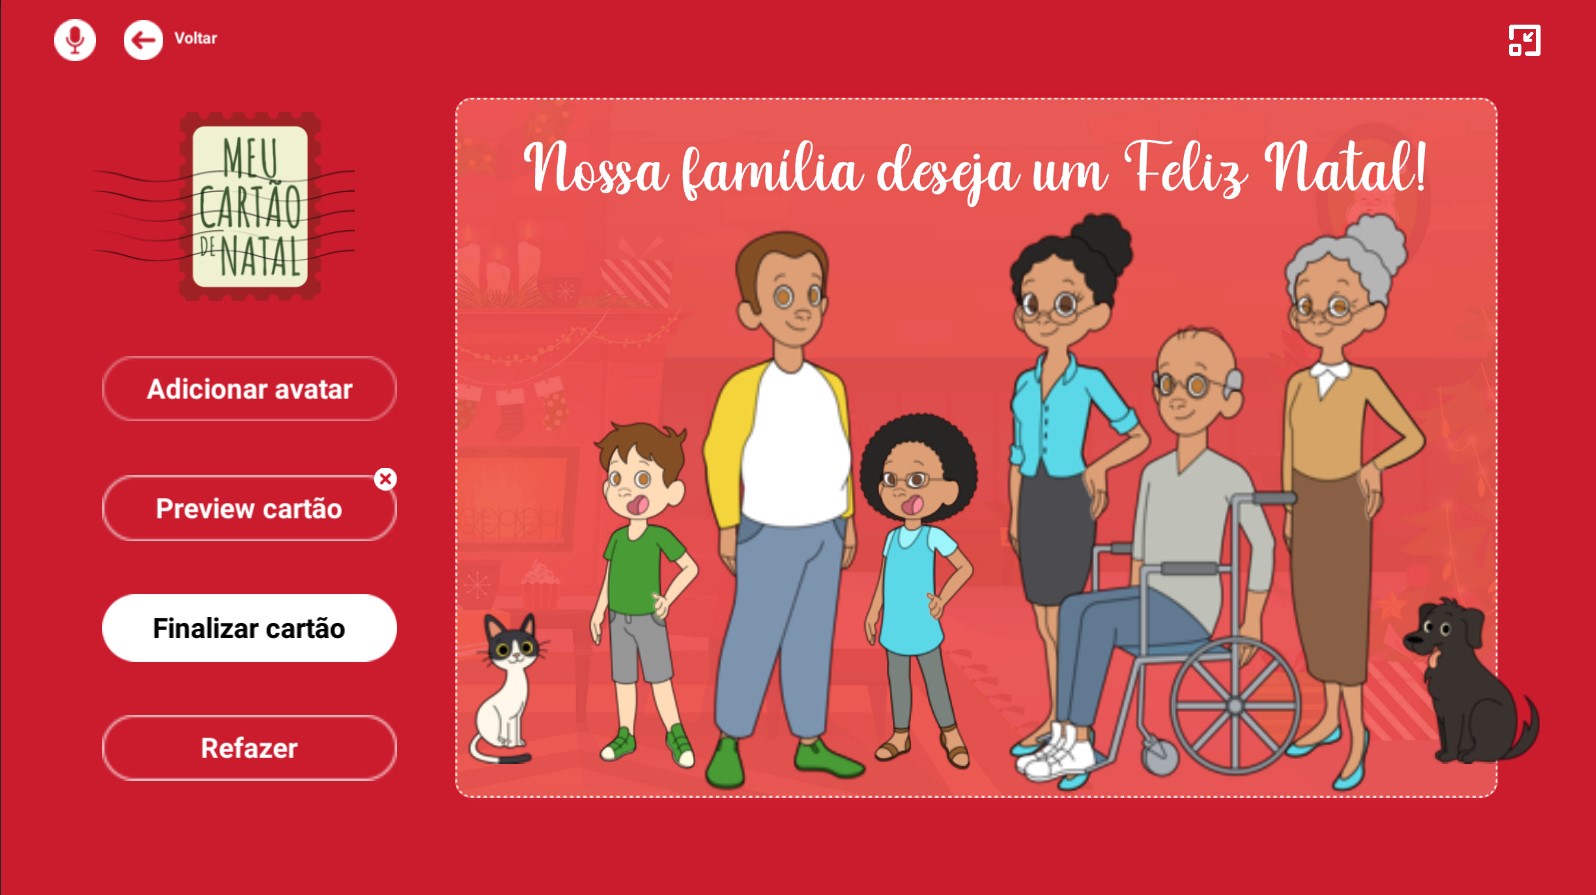 Voltar
MEU
CARTÃO
DE NATAL
Nossa família deseja um Feliz Natal!
Adicionar avatar
Preview cartão
Finalizar cartão
Refazer